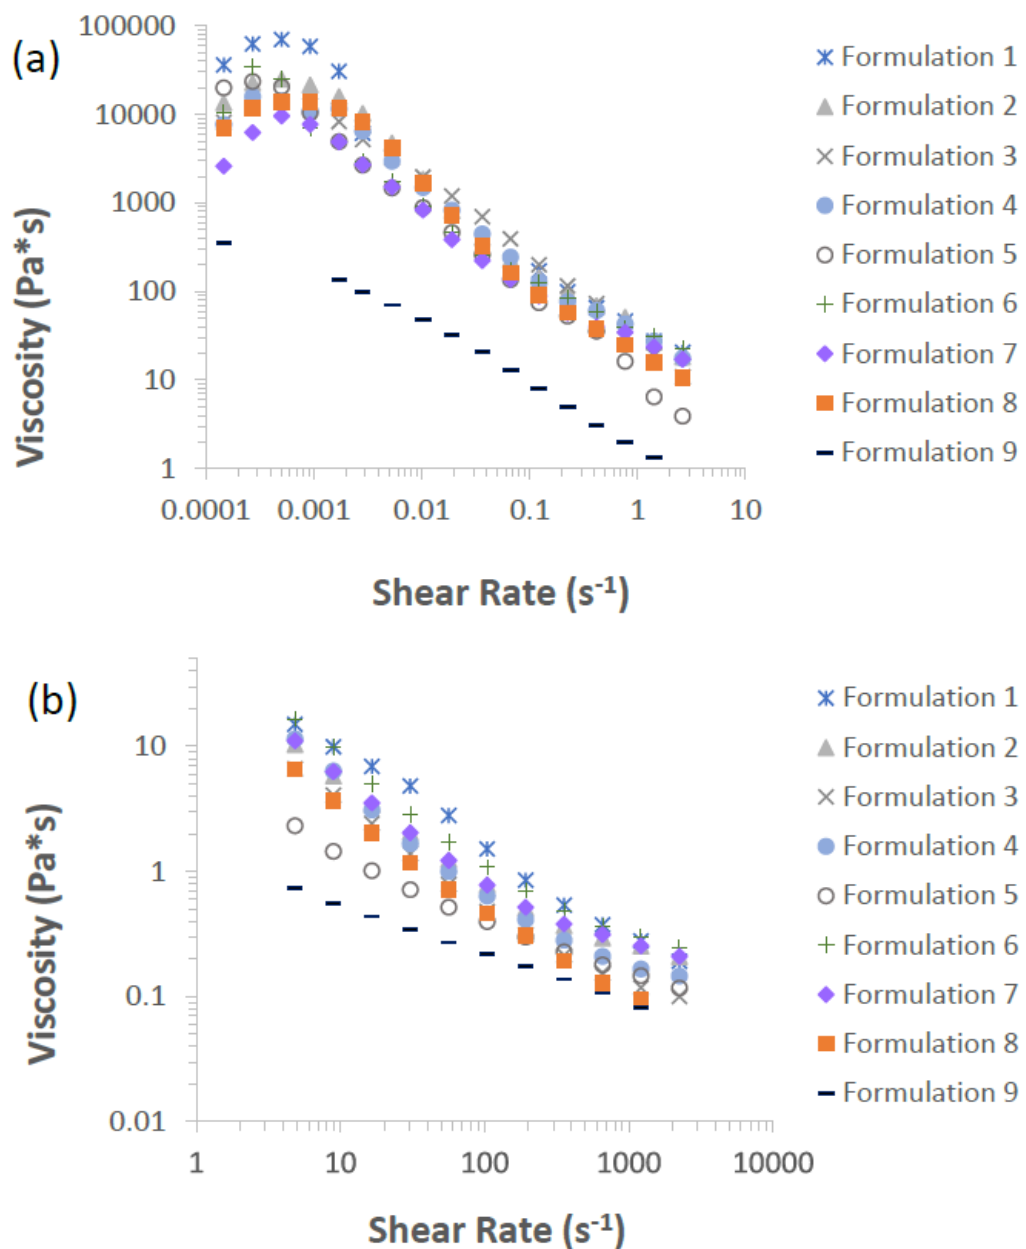 (a)
Viscosity (Pa*s)
100000
10000
1000
100
10
1
0.0001
0.001
0.01
0.1
1
10
Shear Rate (s⁻¹)
Formulation 1
Formulation 2
Formulation 3
Formulation 4
Formulation 5
Formulation 6
Formulation 7
Formulation 8
Formulation 9
(b)
Viscosity (Pa*s)
10
1
0.1
0.01
1
10
100
1000
10000
Shear Rate (s⁻¹)
Formulation 1
Formulation 2
Formulation 3
Formulation 4
Formulation 5
Formulation 6
Formulation 7
Formulation 8
Formulation 9